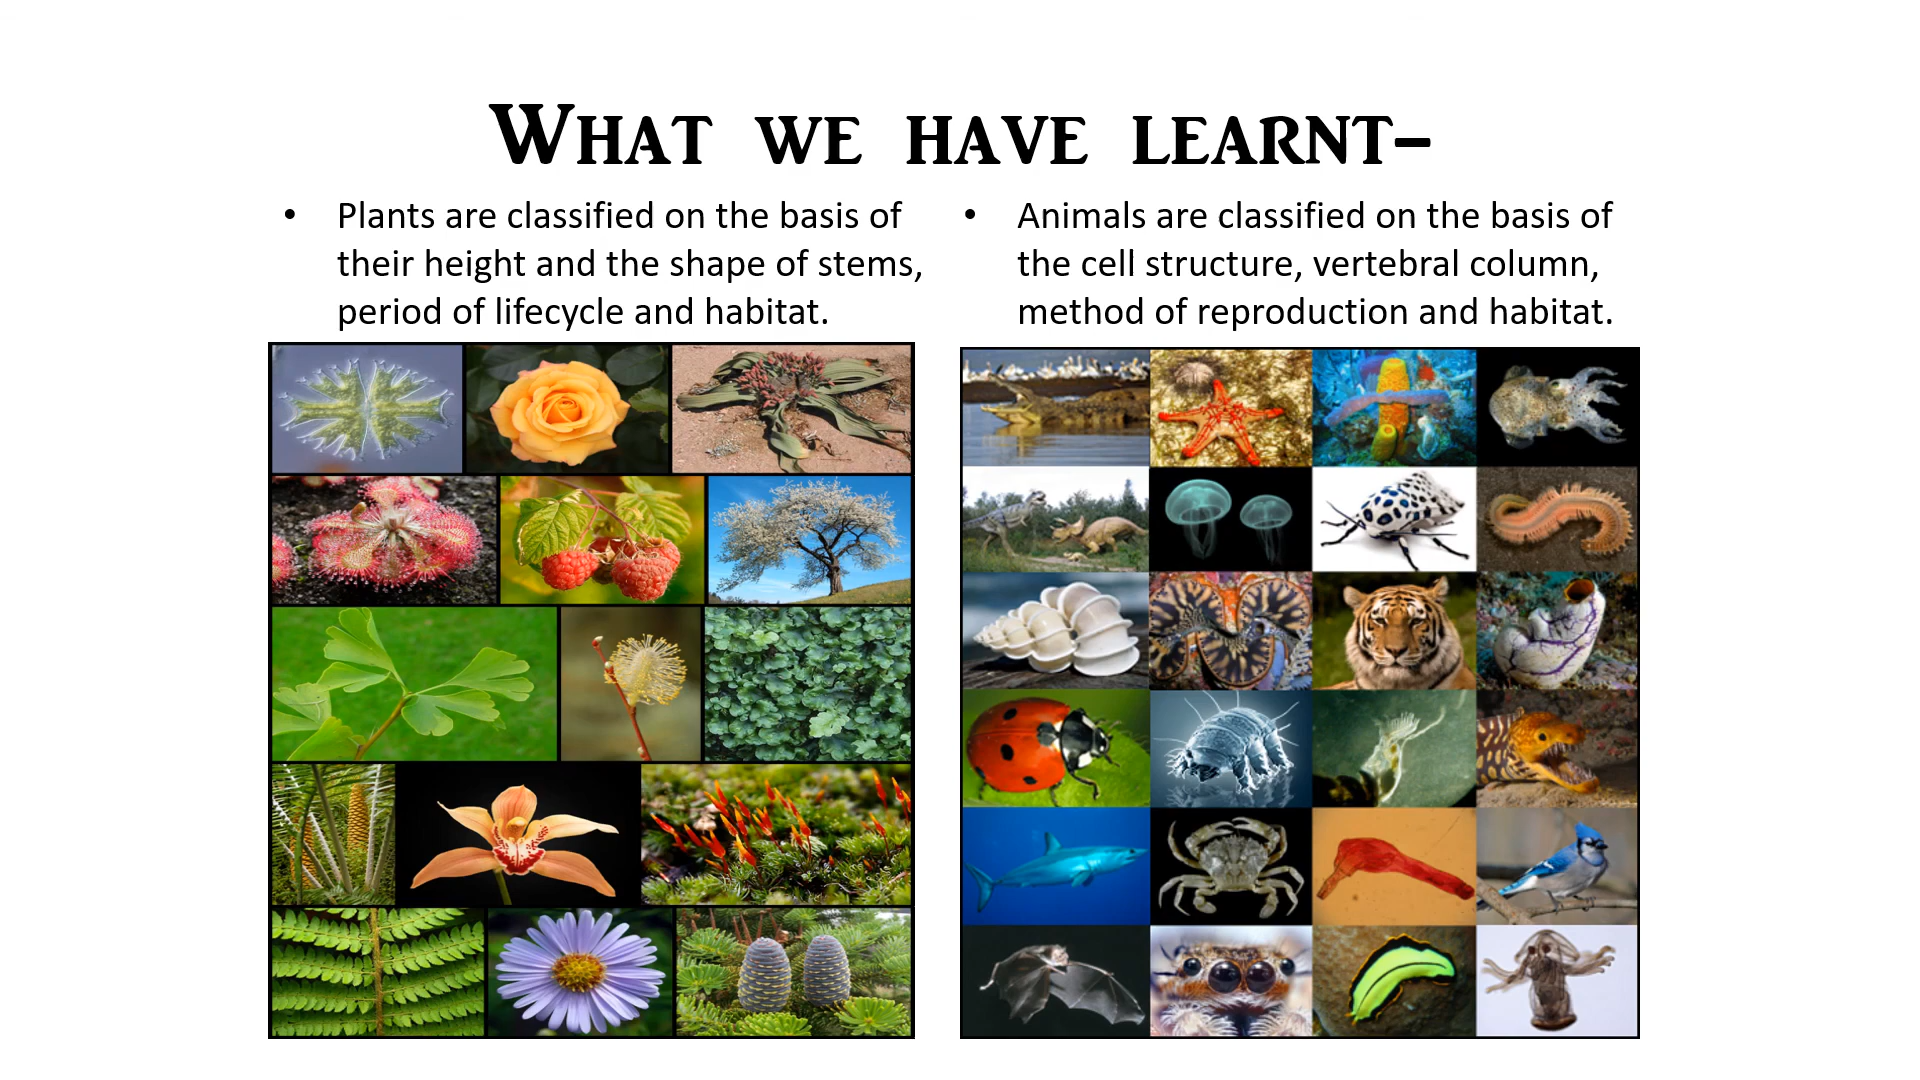 What we have learnt–
• Plants are classified on the basis of
their height and the shape of stems,
period of lifecycle and habitat.
• Animals are classified on the basis of
the cell structure, vertebral column,
method of reproduction and habitat.